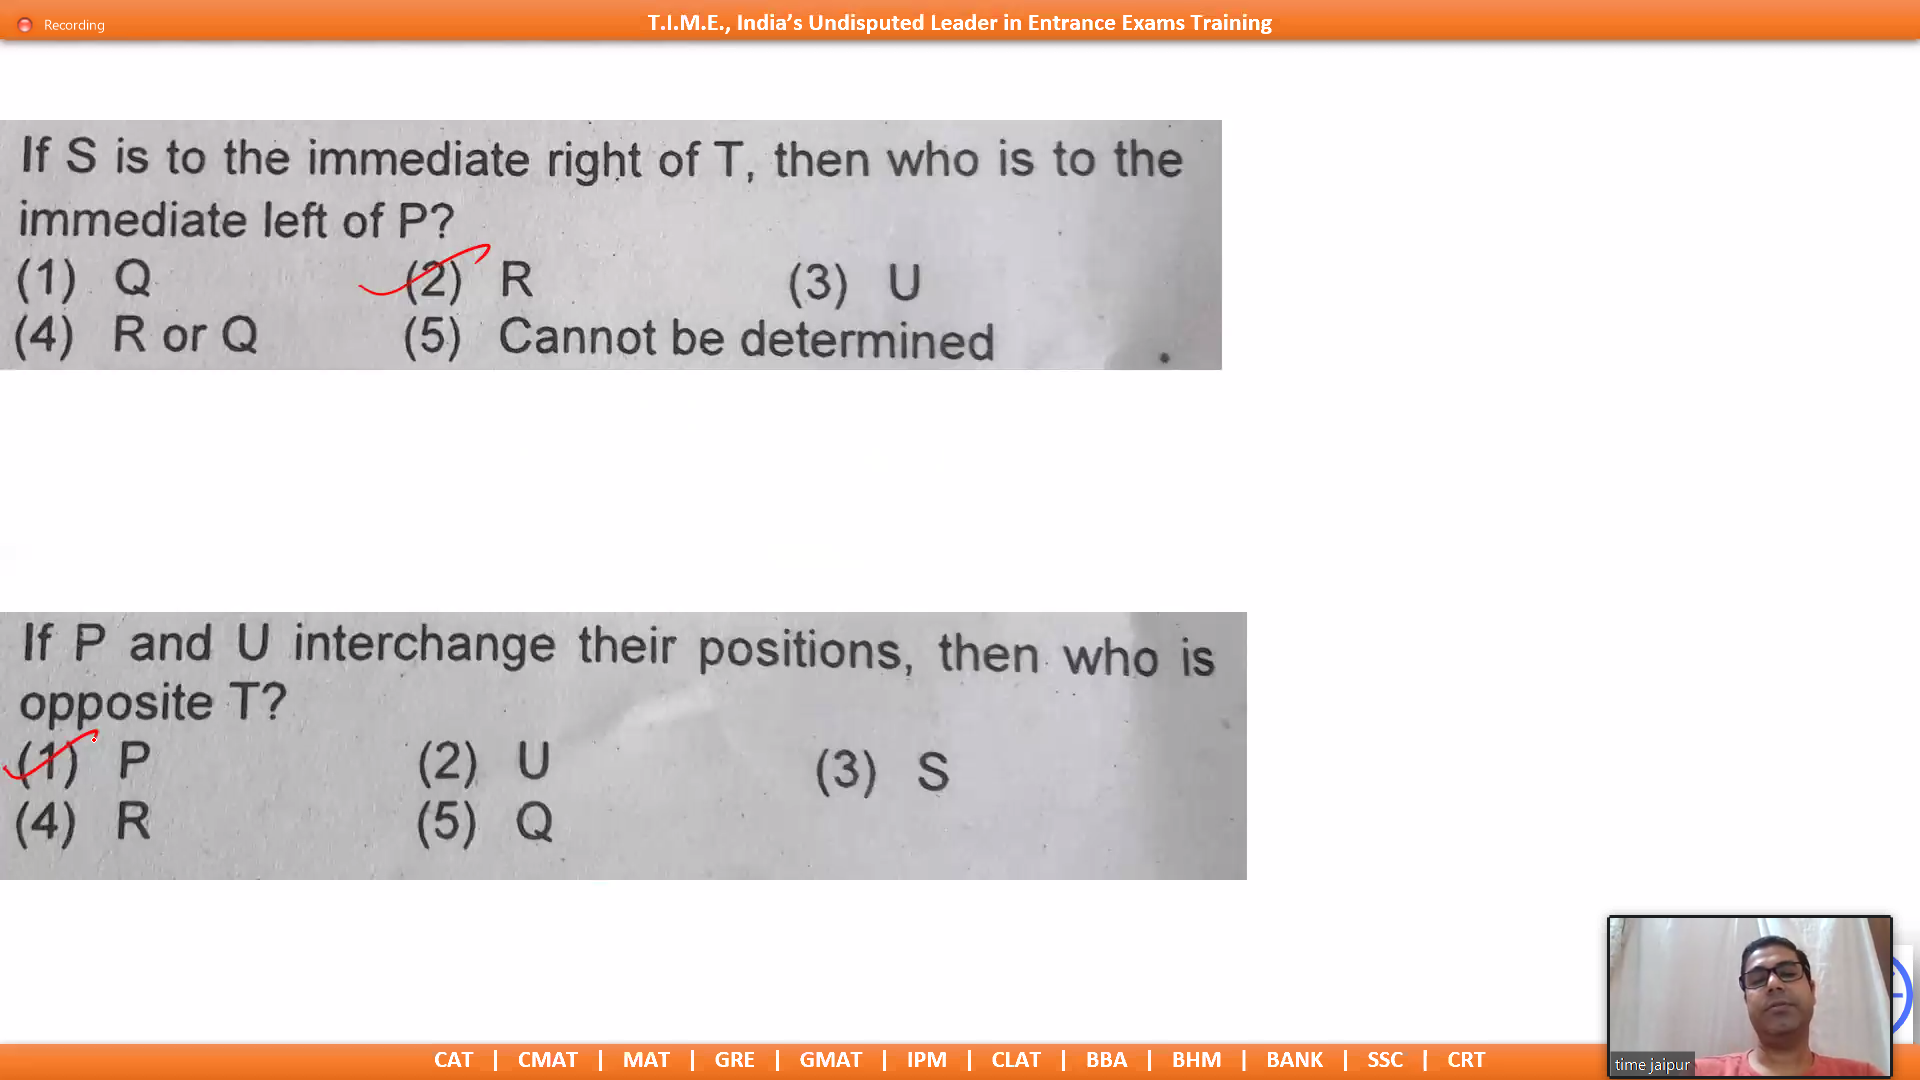 Recording
T.I.M.E., India's Undisputed Leader in Entrance Exams Training
If S is to the immediate right of T, then who is to the
immediate left of P?
(1) Q (2) R (3) U
(4) R or Q (5) Cannot be determined
If P and U interchange their positions, then who is
opposite T?
(1) P (2) U (3) S
(4) R (5) Q
time jaipur
CAT | CMAT | MAT | GRE | GMAT | IPM | CLAT | BBA | BHM | BANK | SSC | CRT